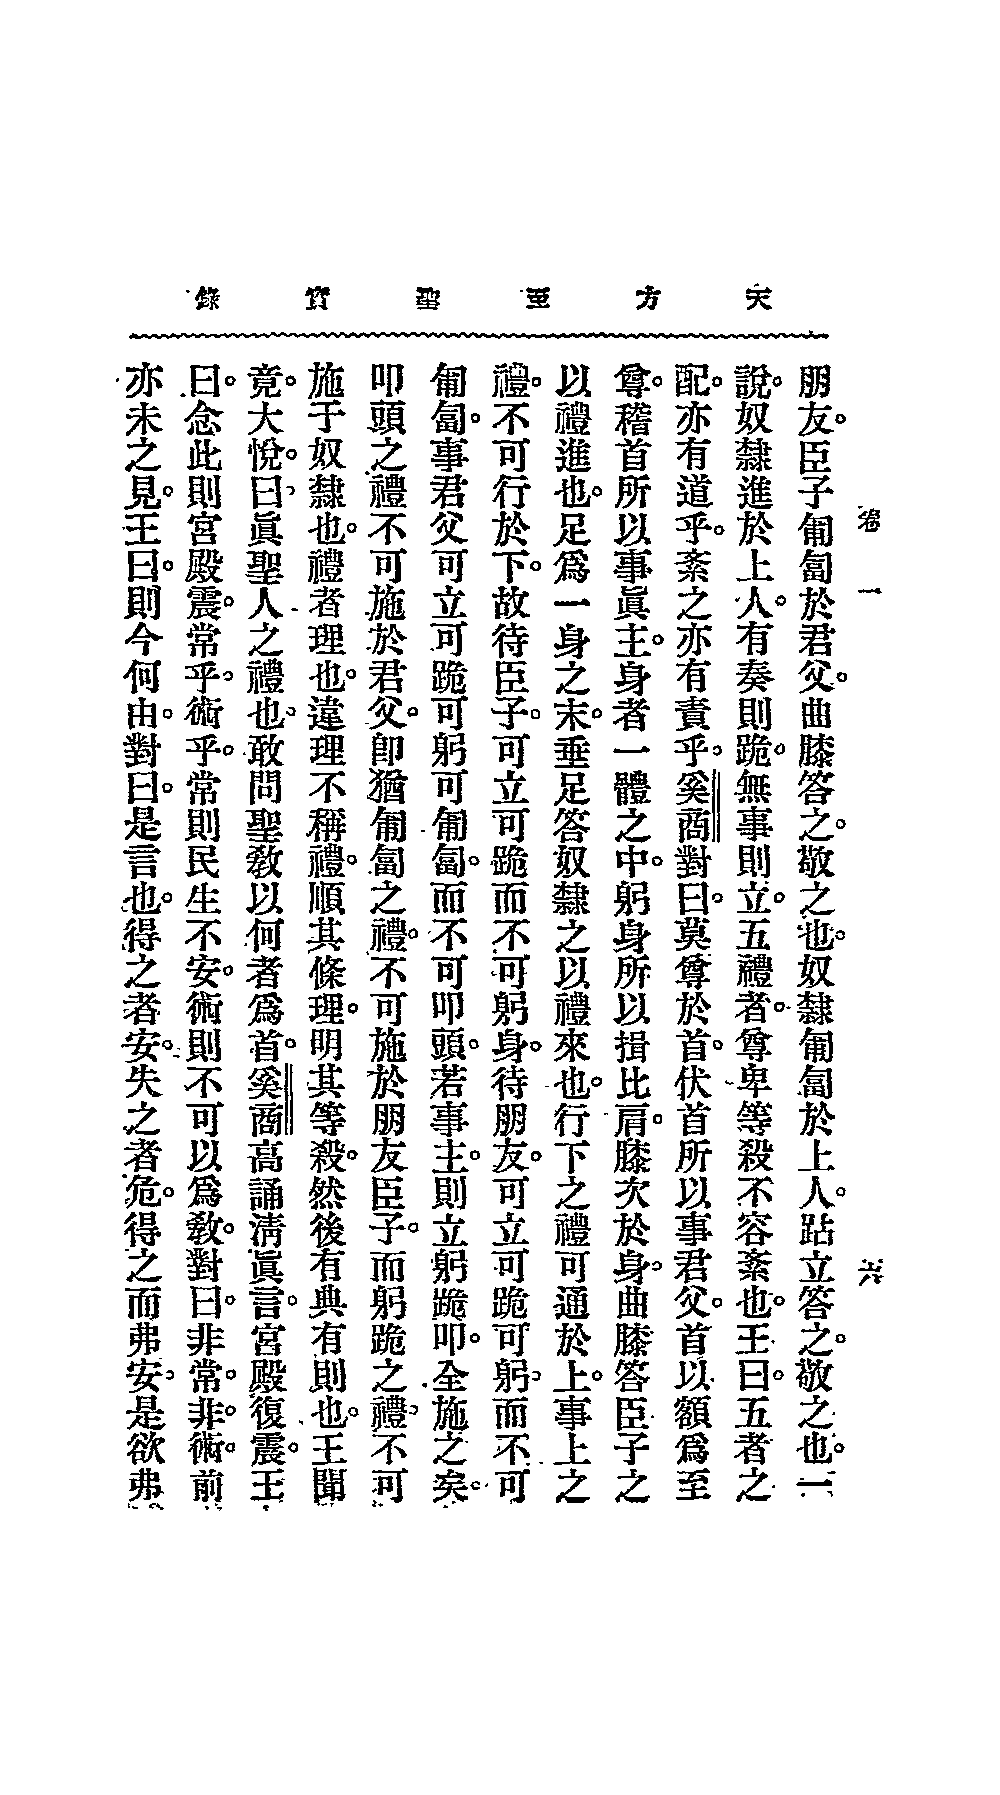 天方至聖實錄
卷一
朋友。臣子匍匐於君父。曲膝答之。敬之也。奴隸匍匐於上人。跕立答之。敬之也。一
說。奴隸進於上人。有奏則跪。無事則立。五禮者。尊卑等殺不容紊也。王曰。五者之
配。亦有道乎。紊之亦有責乎。奚商對曰。莫尊於首。伏首所以事君父。首以額爲至
尊。稽首所以事眞主。身者一體之中。躬身所以揖比肩。膝次於身。曲膝答臣子之
以禮進也。足爲一身之末。垂足答奴隸之以禮來也。行下之禮可通於上。事上之
禮。不可行於下。故待臣子。可立可跪而不可躬身。待朋友。可立可跪可躬。而不可
匍匐。事君父可立可跪可躬可匍匐。而不可叩頭。若事主。則立躬跪叩。全施之矣。
叩頭之禮不可施於君父。卽猶匍匐之禮。不可施於朋友臣子。而躬跪之禮。不可
施于奴隸也。禮者理也。違理不稱禮。順其條理。明其等殺。然後有典有則也。王聞
竟。大悅。曰。眞聖人之禮也。敢問聖教以何者爲首。奚商高誦淸眞言。宮殿復震。王
曰。念此則宮殿震。常乎。術乎。常則民生不安。術則不可以爲教。對曰。非常。非術。前
亦未之見。王曰。則今何由。對曰。是言也。得之者安。失之者危。得之而弗安。是欲弗